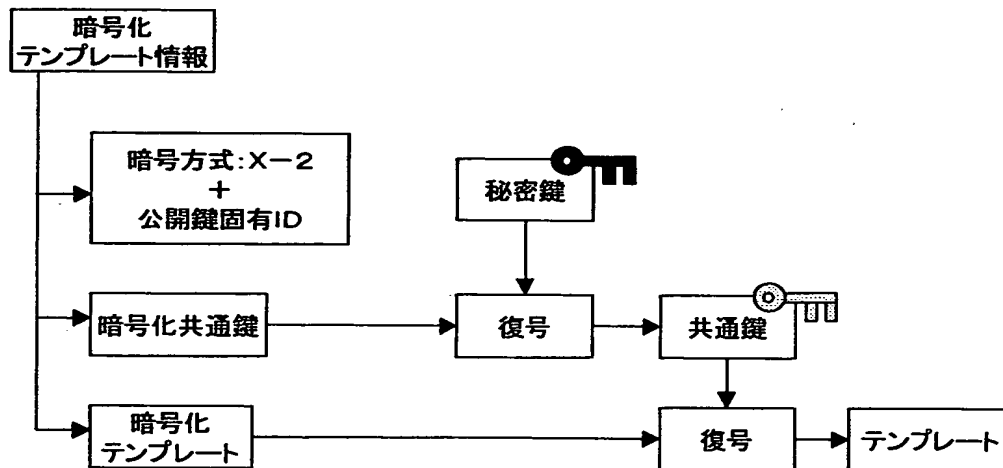 暗号化
テンプレート情報
暗号方式:X－2
+
公開鍵固有ID
秘密鍵
暗号化共通鍵
復号
共通鍵
暗号化
テンプレート
復号
テンプレート